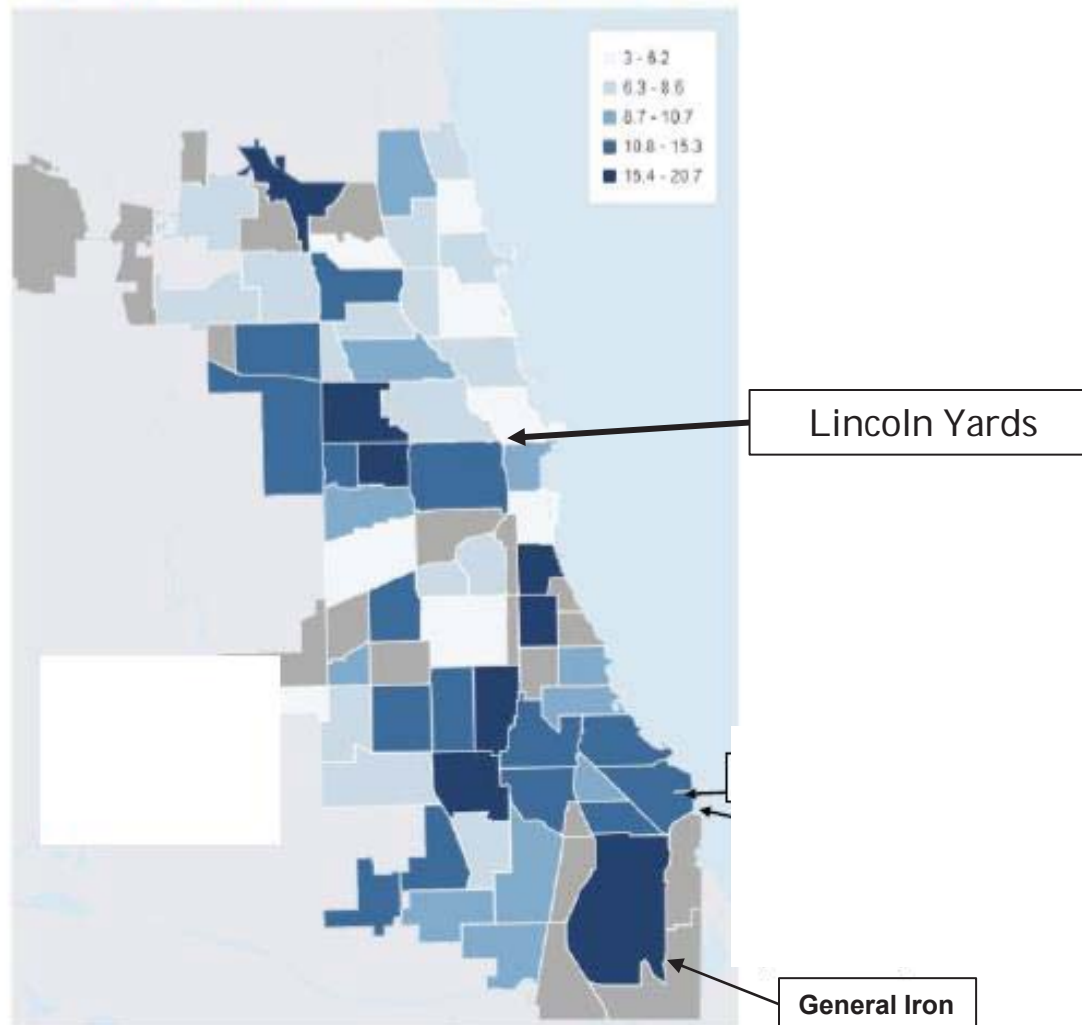 3 - 6.2
6.3 - 8.6
8.7 - 10.7
10.8 - 15.3
15.4 - 20.7
Lincoln Yards
General Iron